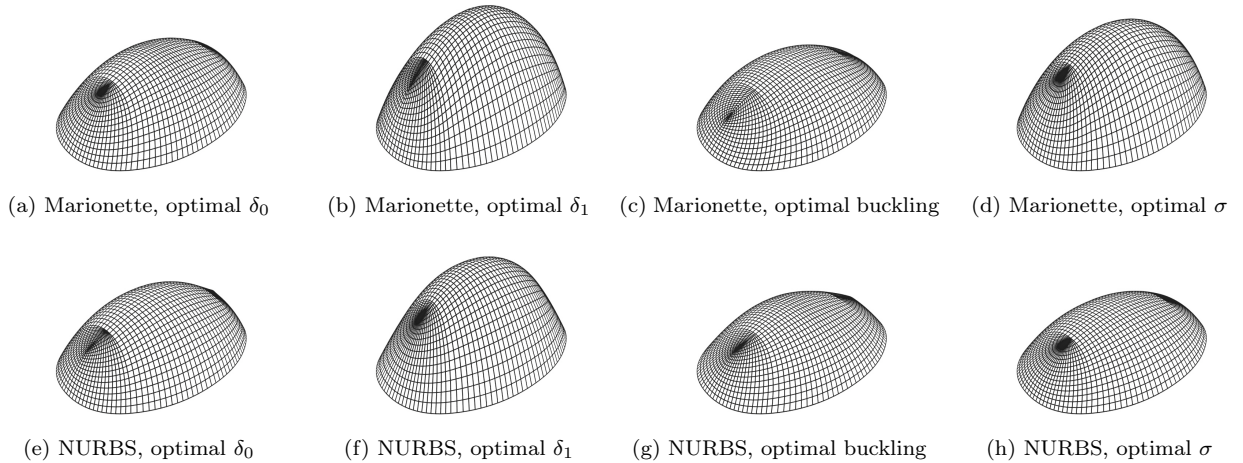 (a) Marionette, optimal δ₀
(b) Marionette, optimal δ₁
(c) Marionette, optimal buckling
(d) Marionette, optimal σ
(e) NURBS, optimal δ₀
(f) NURBS, optimal δ₁
(g) NURBS, optimal buckling
(h) NURBS, optimal σ